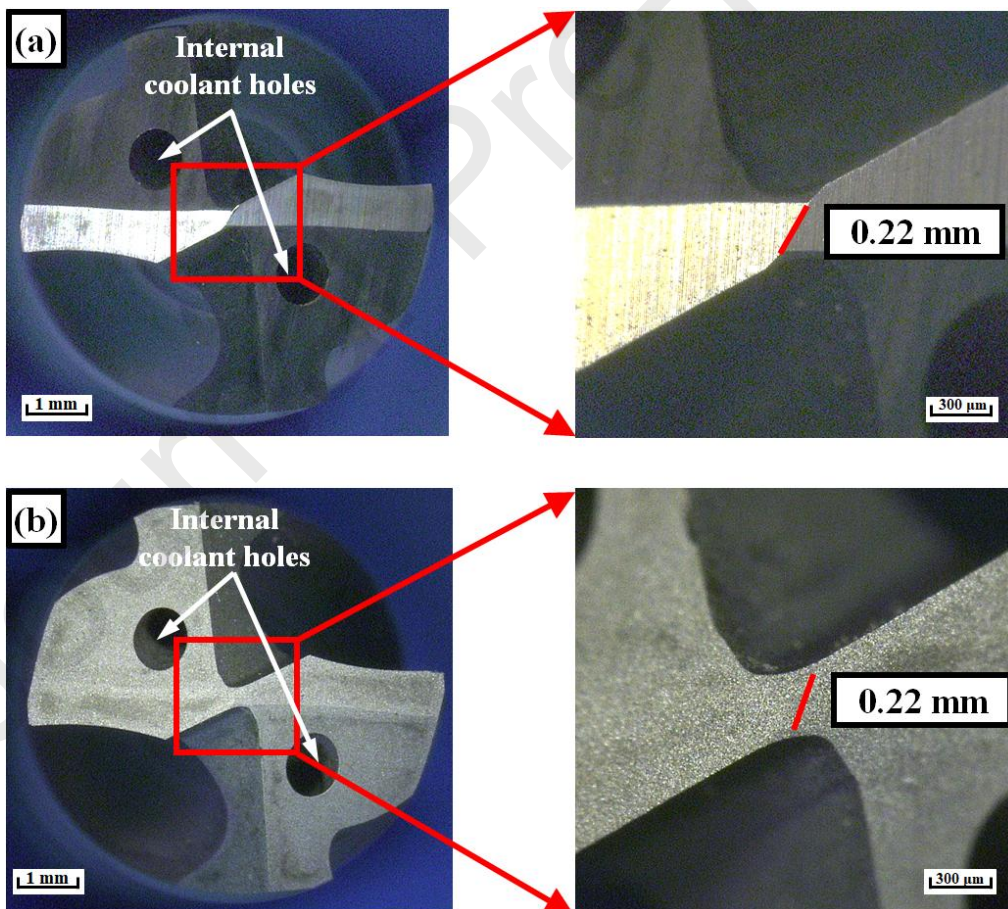 (a)
Internal
coolant holes
1 mm
0.22 mm
300 μm
(b)
Internal
coolant holes
1 mm
0.22 mm
300 μm